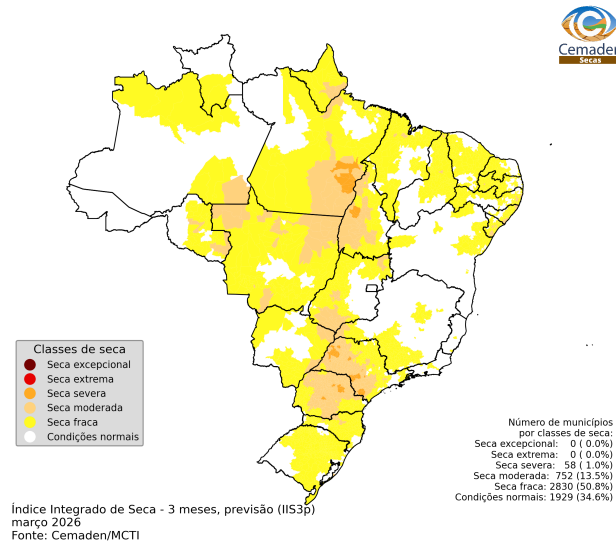 Cemaden
Secas
Classes de seca
Seca excepcional
Seca extrema
Seca severa
Seca moderada
Seca fraca
Condições normais
Número de municípios
por classes de seca:
Seca excepcional: 0 ( 0.0%)
Seca extrema: 0 ( 0.0%)
Seca severa: 58 ( 1.0%)
Seca moderada: 752 (13.5%)
Seca fraca: 2830 (50.8%)
Condições normais: 1929 (34.6%)
Índice Integrado de Seca - 3 meses, previsão (IIS3p)
março 2026
Fonte: Cemaden/MCTI